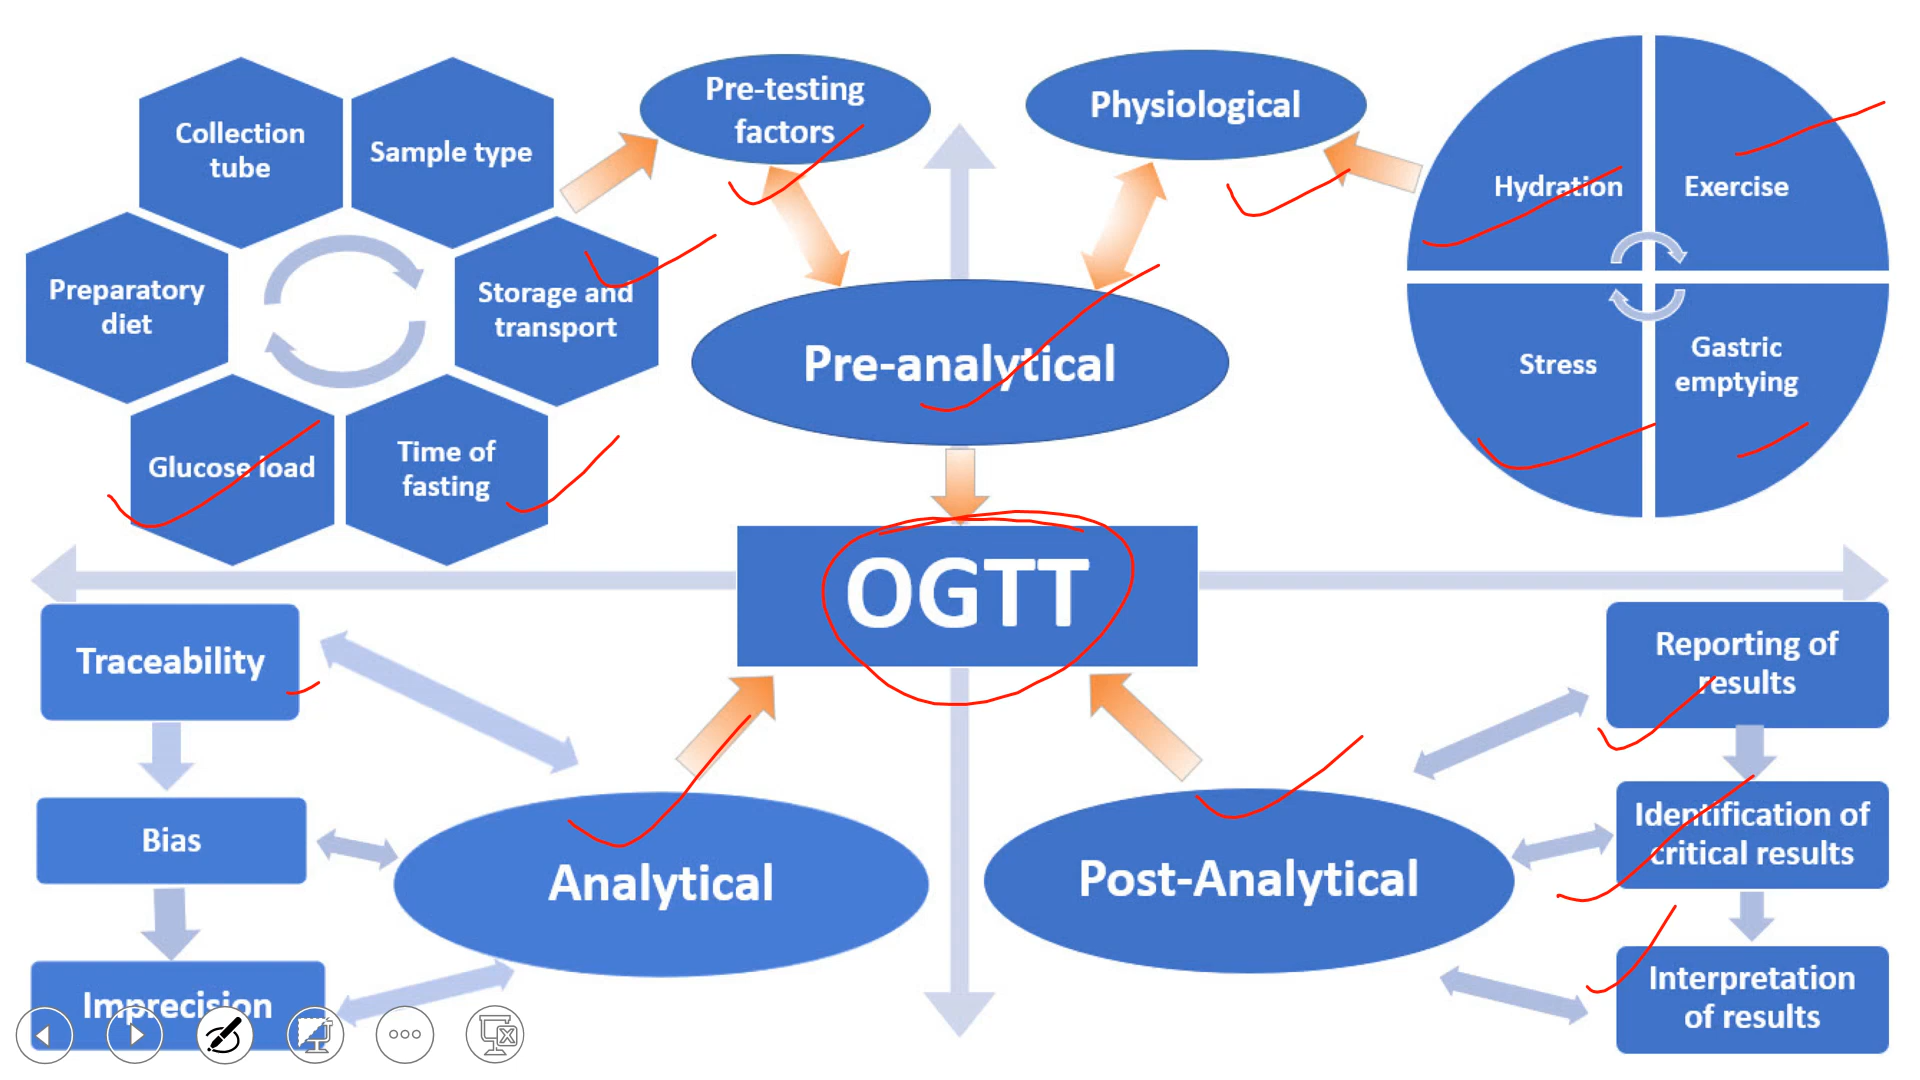 Collection
tube
Sample type
Preparatory
diet
Storage and
transport
Glucose load
Time of
fasting
Pre-testing
factors
Physiological
Hydration
Exercise
Stress
Gastric
emptying
Pre-analytical
OGTT
Traceability
Bias
Imprecision
Analytical
Post-Analytical
Reporting of
results
Identification of
critical results
Interpretation
of results